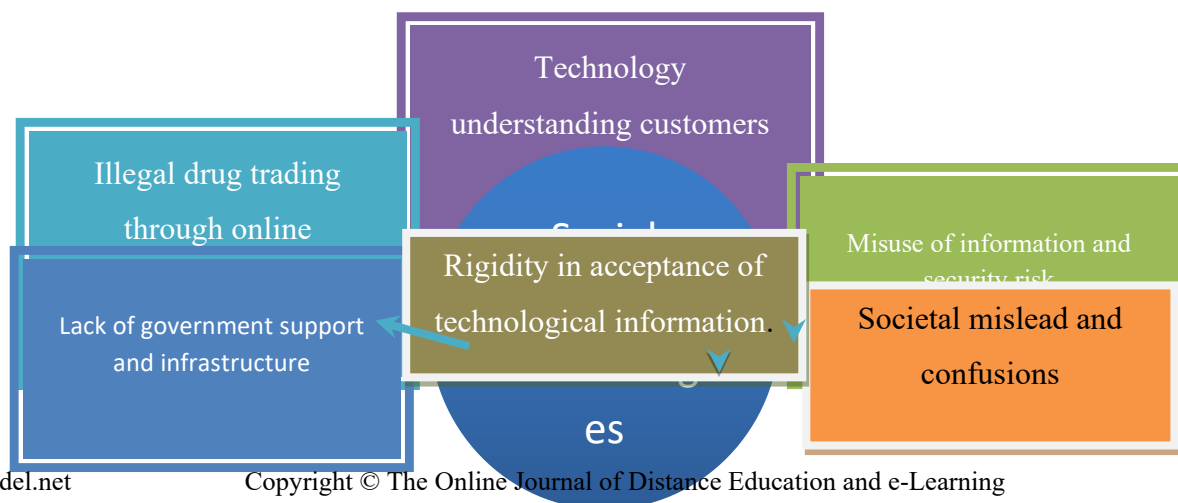 Technology
understanding customers
Illegal drug trading
through online
Misuse of information and
security risk
Rigidity in acceptance of
technological information.
Lack of government support
and infrastructure
Societal mislead and
confusions
es
del.net
Copyright © The Online Journal of Distance Education and e-Learning